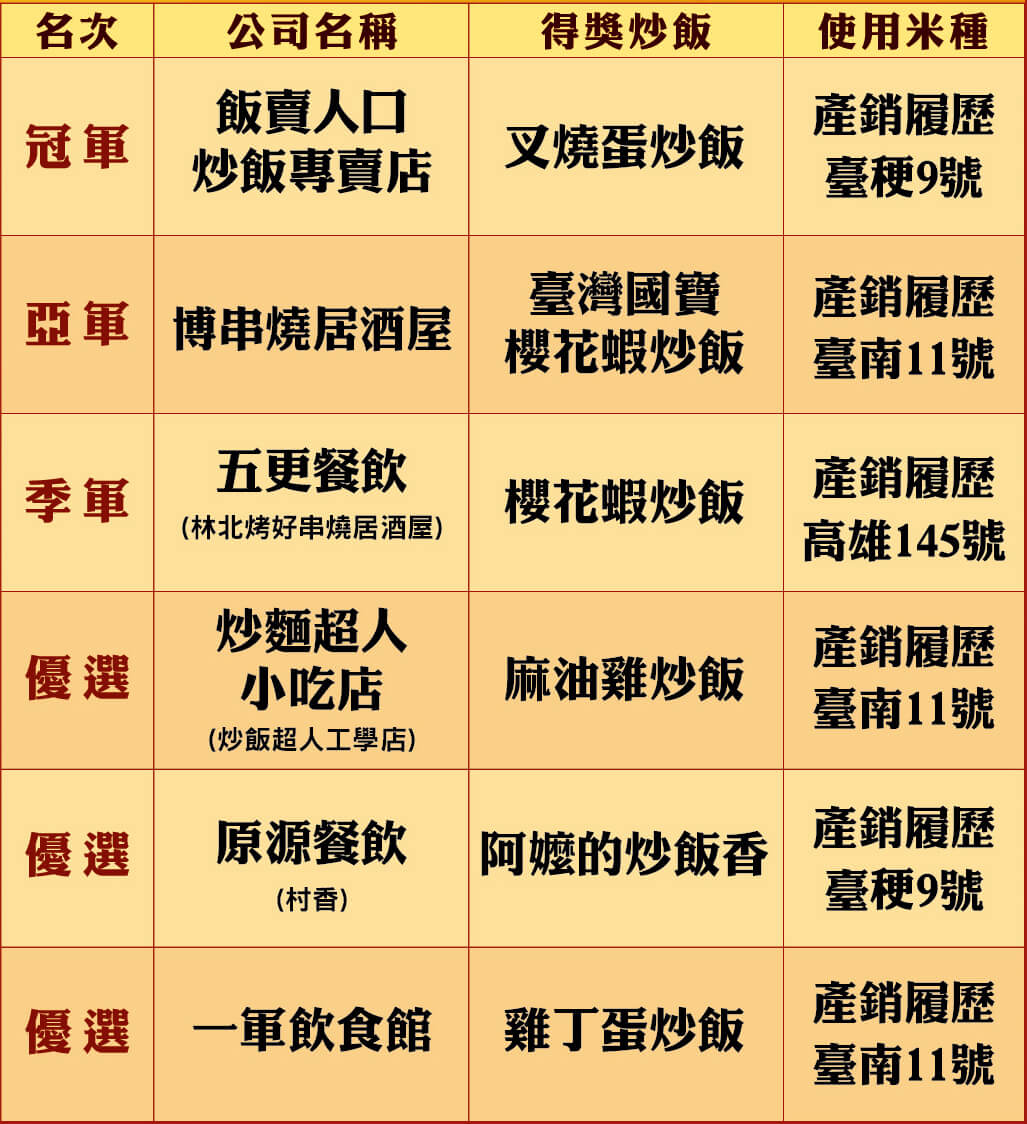 名次 公司名稱 得獎炒飯 使用米種
冠軍
飯賣人口
炒飯專賣店
叉燒蛋炒飯
產銷履歷
臺稉9號
亞軍
博串燒居酒屋
臺灣國寶
櫻花蝦炒飯
產銷履歷
臺南11號
季軍
五更餐飲
(林北烤好串燒居酒屋)
櫻花蝦炒飯
產銷履歷
高雄145號
優選
炒麵超人
小吃店
(炒飯超人工學店)
麻油雞炒飯
產銷履歷
臺南11號
優選
原源餐飲
(村香)
阿嬤的炒飯香
產銷履歷
臺稉9號
優選
一軍飲食館
雞丁蛋炒飯
產銷履歷
臺南11號